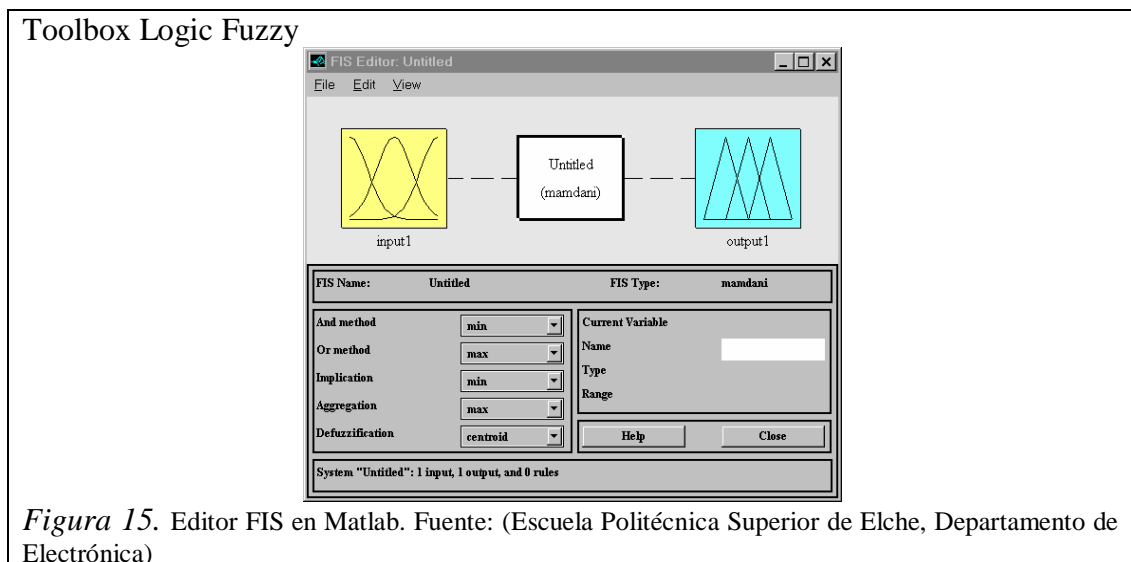 Toolbox Logic Fuzzy
FIS Editor: Untitled
File Edit View
Untitled
(mamdani)
input1
output1
FIS Name: Untitled FIS Type: mamdani
And method min
Or method max
Implication min
Aggregation max
Defuzzification centroid
Current Variable
Name
Type
Range
Help Close
System "Untitled": 1 input, 1 output, and 0 rules
Figura 15. Editor FIS en Matlab. Fuente: (Escuela Politécnica Superior de Elche, Departamento de
Electrónica)